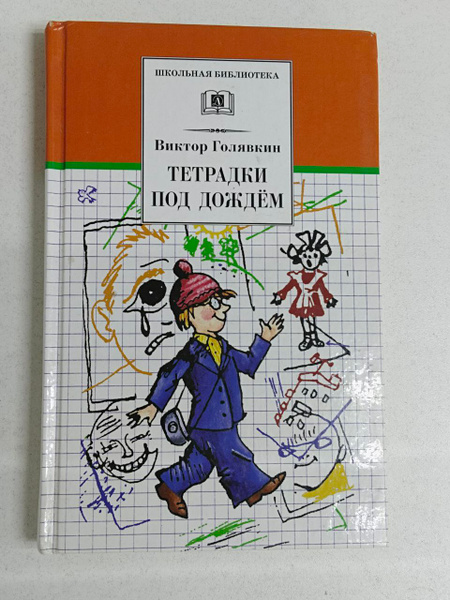 ШКОЛЬНАЯ БИБЛИОТЕКА
Виктор Голявкин
ТЕТРАДКИ
ПОД ДОЖДЁМ